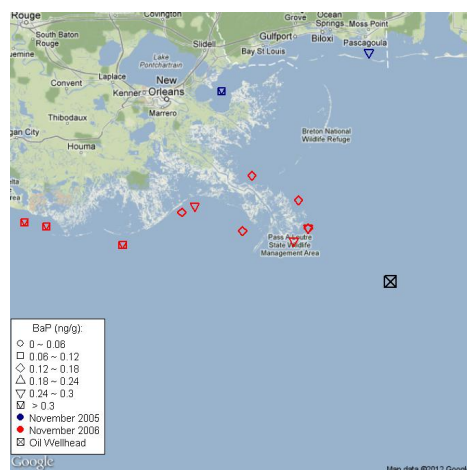 Rouge
Covington
Grove
Ocean
Springs
Moss Point
Gulfport
South Baton
Rouge
Slidell
Biloxi
Pascagoula
Bay St Louis
Lake
Pontchartrain
Laplace
Convent
Kenner
New
Orleans
Marrero
Thibodaux
Breton National
Wildlife Refuge
gan City
Houma
Pass A Loutre
State Wildlife
Management Area
BaP (ng/g):
0 ~ 0.06
0.06 ~ 0.12
0.12 ~ 0.18
0.18 ~ 0.24
0.24 ~ 0.3
> 0.3
November 2005
November 2006
Oil Wellhead
Google
Map data ©2012 Google